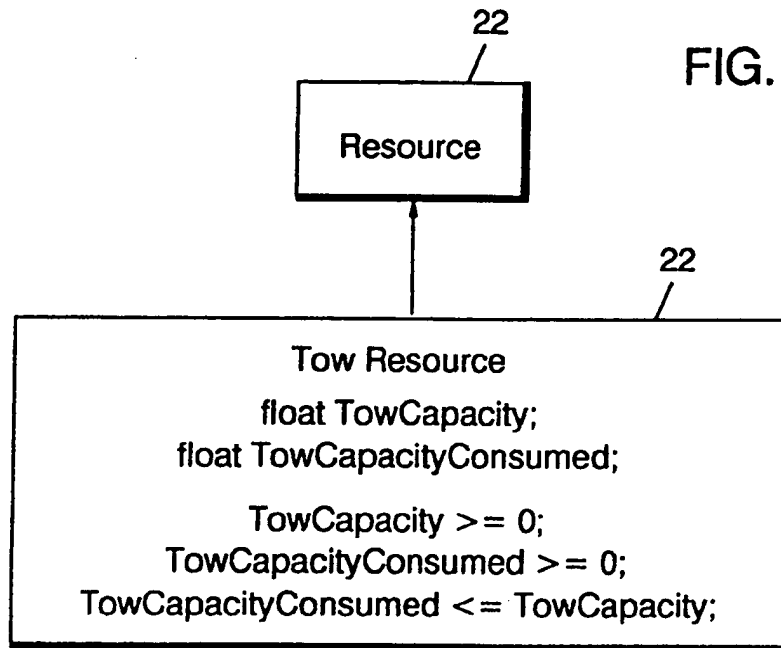 22
FIG.
Resource
22
Tow Resource
float TowCapacity;
float TowCapacityConsumed;
TowCapacity >= 0;
TowCapacityConsumed >= 0;
TowCapacityConsumed <= TowCapacity;